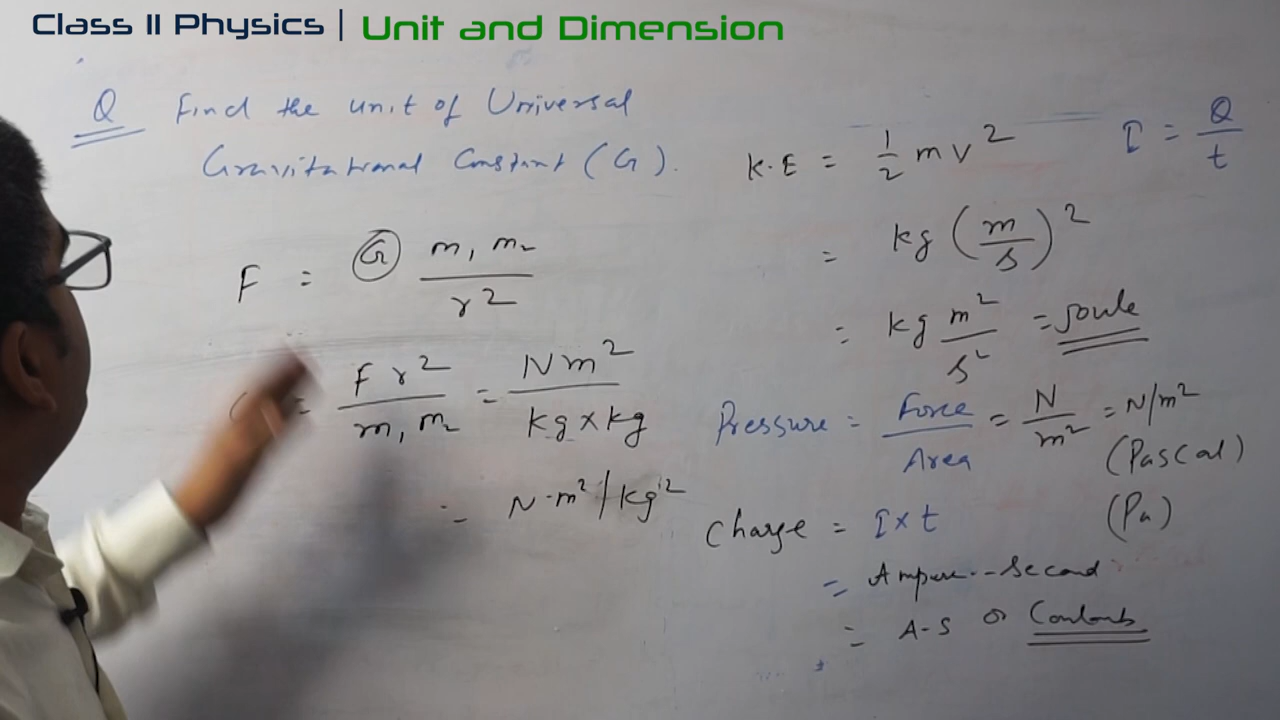 Class 11 Physics | Unit and Dimension
Q Find the unit of Universal
Gravitational Constant (G).
F = G m₁ m₂ / r²
= F r² / m₁ m₂ = N m² / kg × kg
= N·m² / kg²
K.E = 1/2 m v²
= kg (m/s)²
= kg m²/s² = Joule
I = Q/t
Pressure = Force / Area = N/m² = N/m²
(Pascal)
(Pa)
Charge = I × t
= Ampere-Second
= A-S or Coulomb